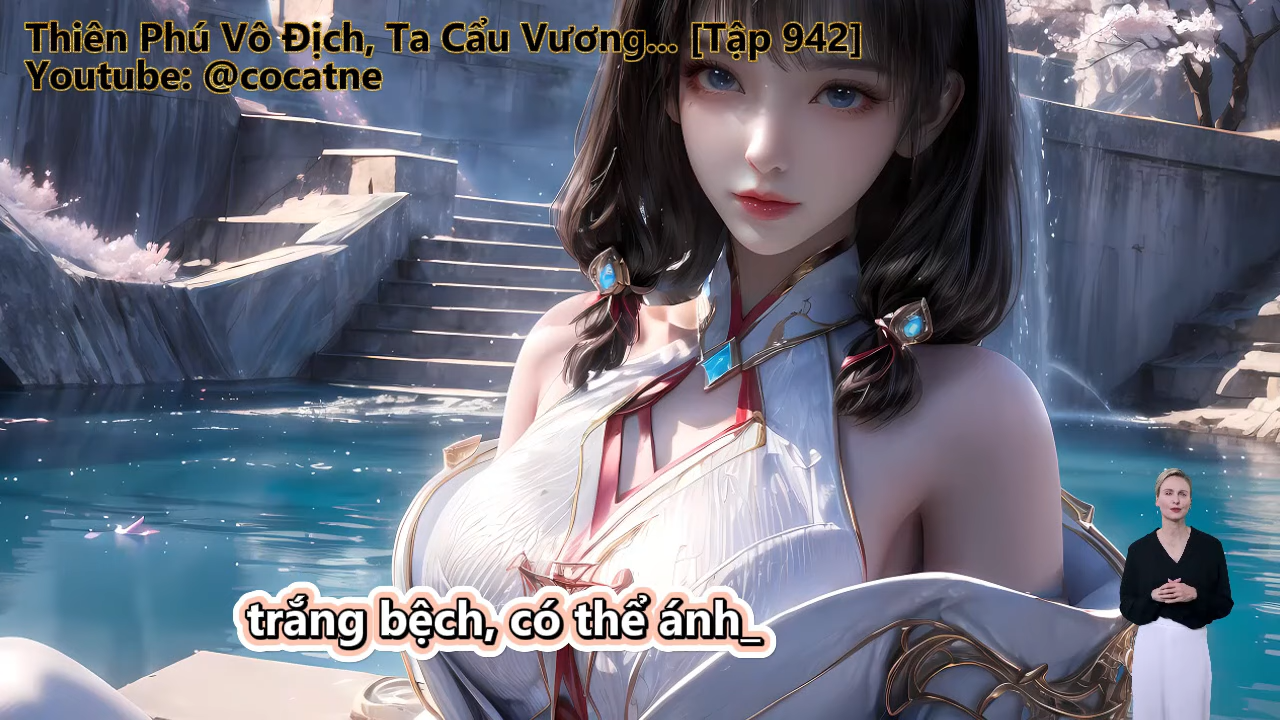 Thiên Phú Vô Địch, Ta Cẩu Vương... [Tập 942]
Youtube: @cocatne
trắng bệch, có thể ánh_